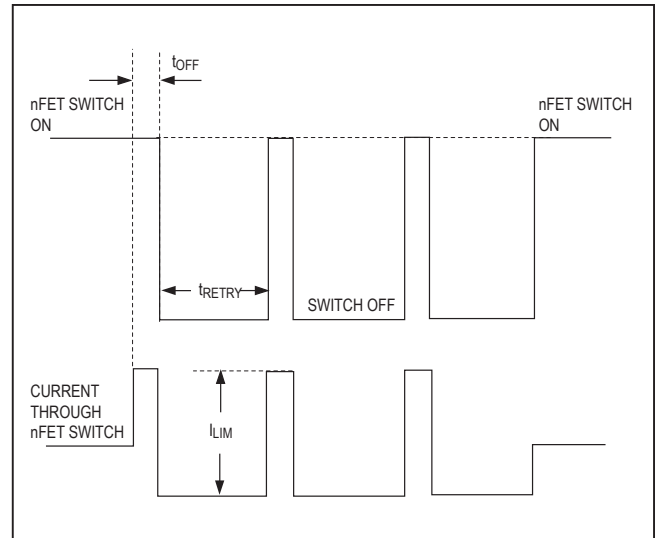 tOFF
nFET SWITCH
ON
nFET SWITCH
ON
tRETRY
SWITCH OFF
CURRENT
THROUGH
nFET SWITCH
ILIM